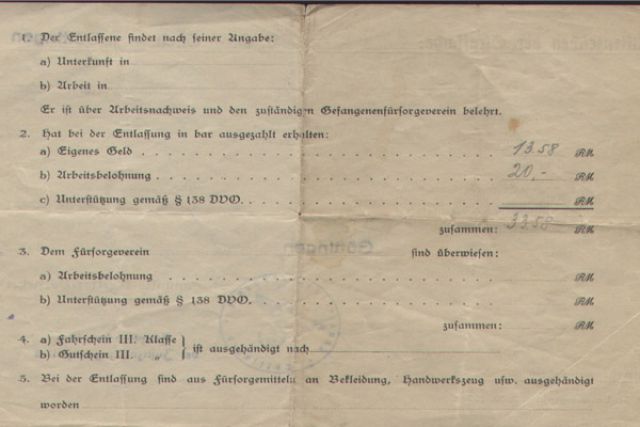 1. Der Entlassene findet nach seiner Angabe:
a) Unterkunft in
b) Arbeit in
Er ist über Arbeitsnachweis und den zuständigen Gefangenenfürsorgeverein belehrt.
2. Hat bei der Entlassung in bar ausgezahlt erhalten:
a) Eigenes Geld 13.58 RM.
b) Arbeitsbelohnung 20,- RM.
c) Unterstützung gemäß § 138 DVO. RM.
zusammen: 33.58 RM.
3. Dem Fürsorgeverein sind überwiesen:
a) Arbeitsbelohnung RM.
b) Unterstützung gemäß § 138 DVO. RM.
zusammen: RM.
4. a) Fahrschein III. Klasse
b) Gutschein III. „ } ist ausgehändigt nach
5. Bei der Entlassung sind aus Fürsorgemitteln an Bekleidung, Handwerkszeug usw. ausgehändigt
worden
Göttingen